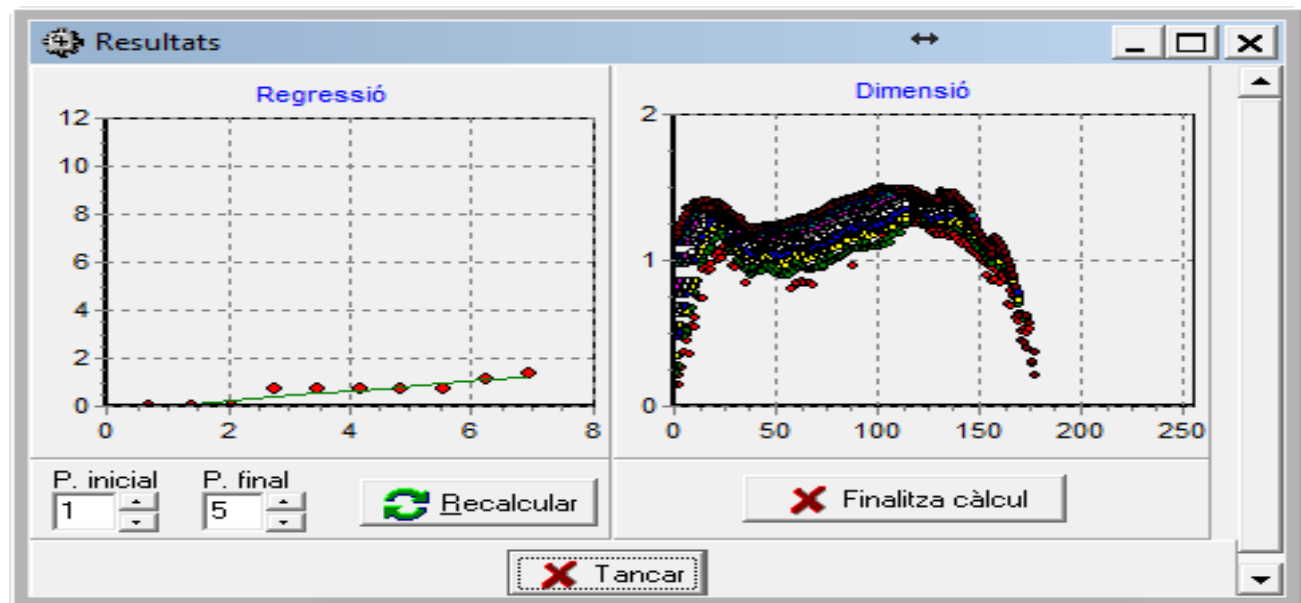 Resultats
Regressió
12
10
8
6
4
2
0
0 2 4 6 8
Dimensió
2
1
0
0 50 100 150 200 250
P. inicial P. final
1 5 Recalcular
Finalitza càlcul
Tancar